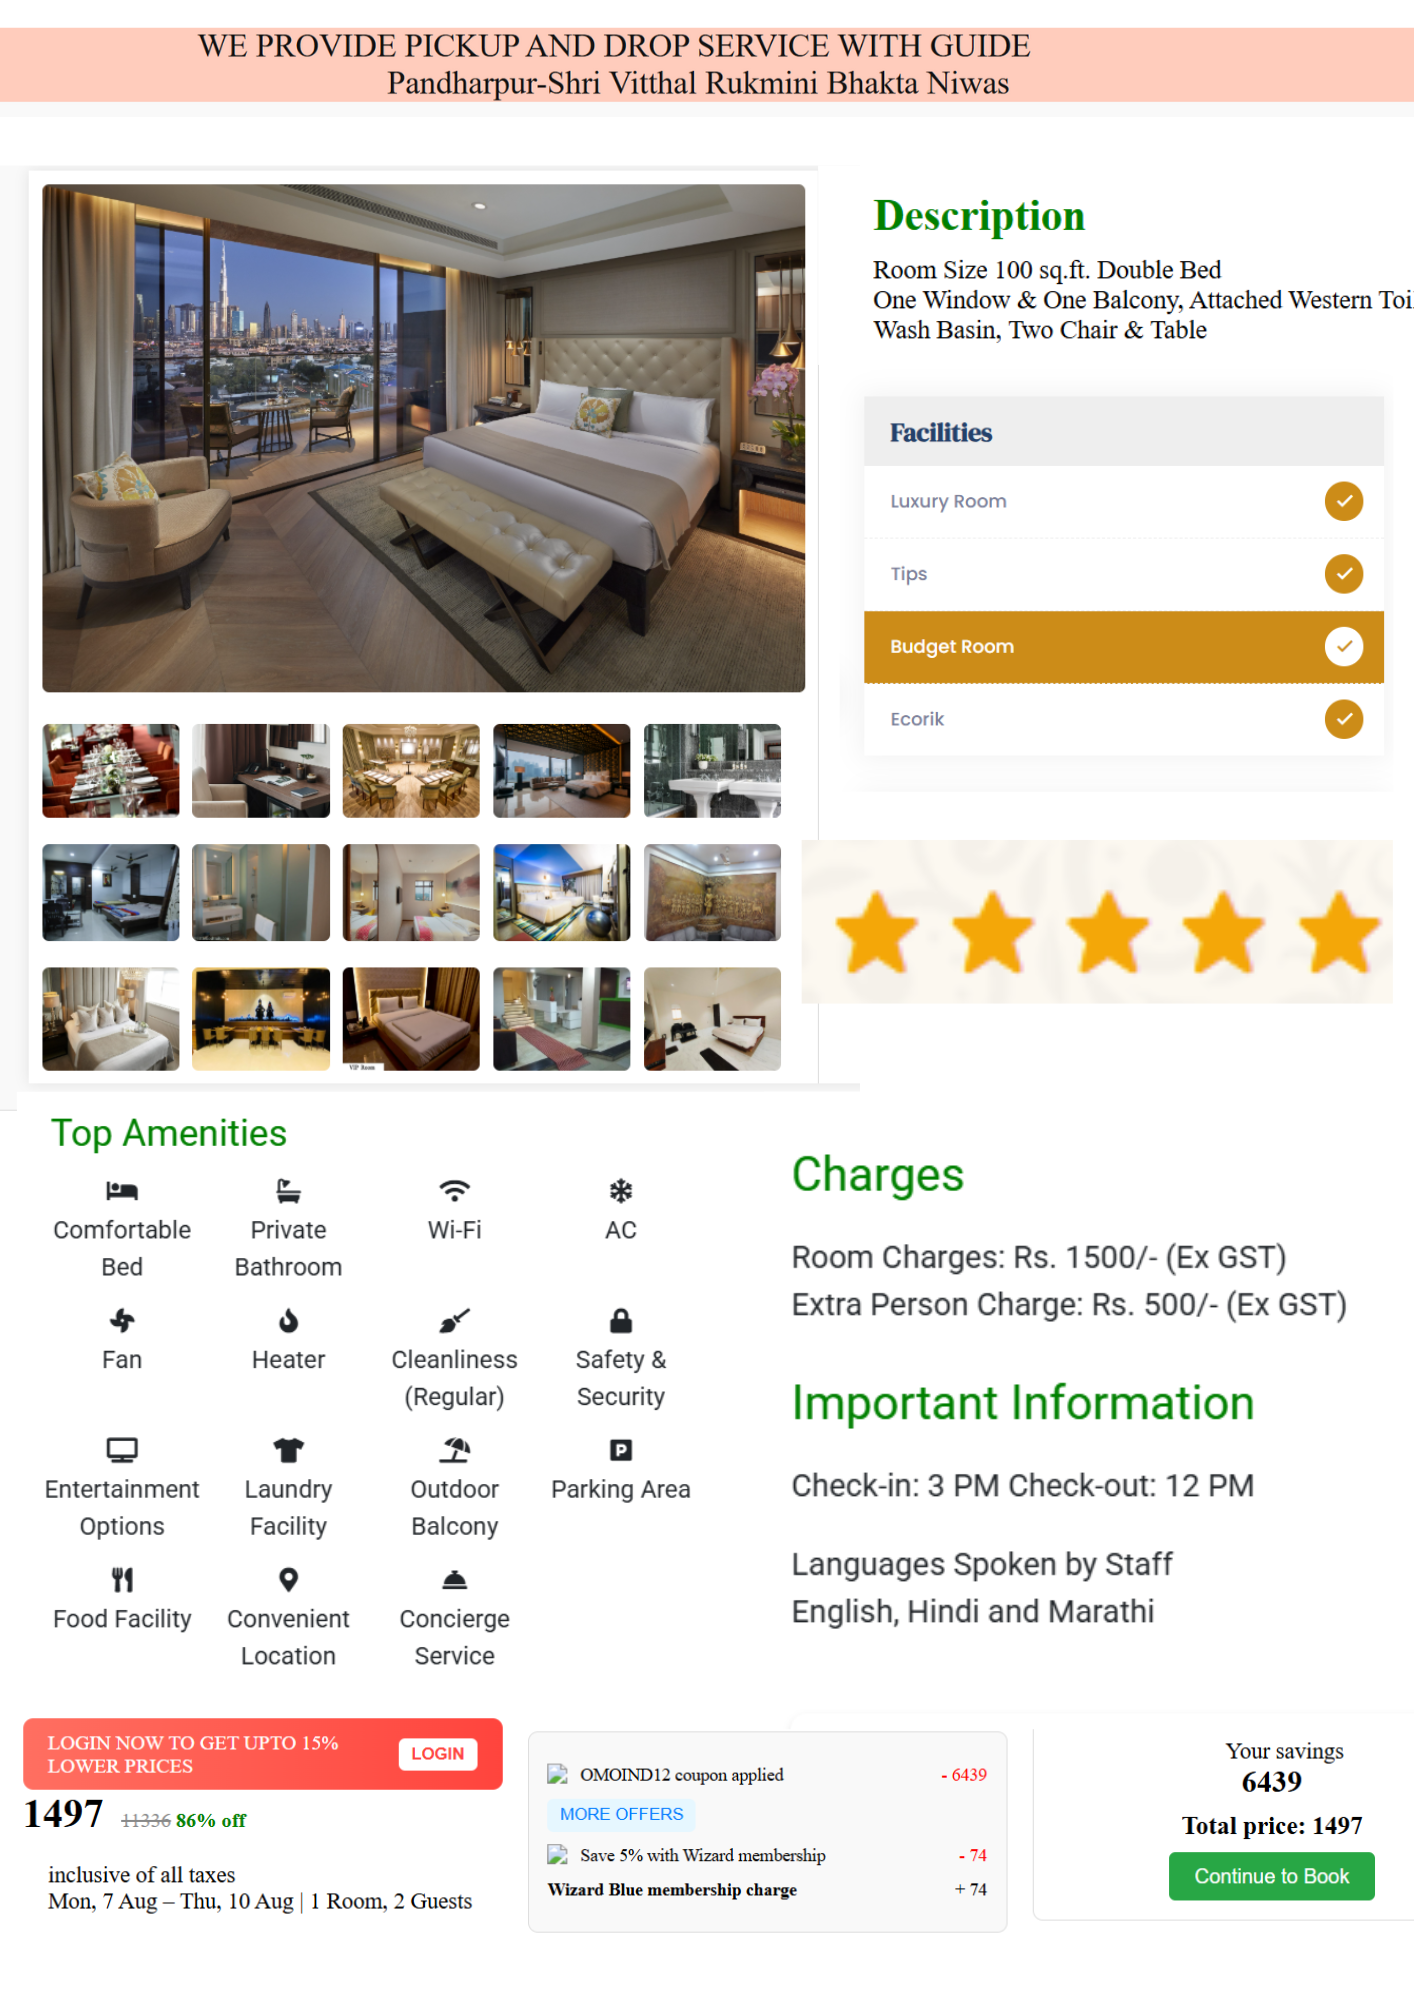 WE PROVIDE PICKUP AND DROP SERVICE WITH GUIDE
Pandharpur-Shri Vitthal Rukmini Bhakta Niwas
Description
Room Size 100 sq.ft. Double Bed
One Window & One Balcony, Attached Western
Wash Basin, Two Chair & Table
Facilities
Luxury Room
Tips
Budget Room
Ecorik
VIP Room
Top Amenities
Comfortable
Bed
Private
Bathroom
Wi-Fi
AC
Fan
Heater
Cleanliness
(Regular)
Safety &
Security
Entertainment
Options
Laundry
Facility
Outdoor
Balcony
P
Parking Area
Food Facility
Convenient
Location
Concierge
Service
Charges
Room Charges: Rs. 1500/- (Ex GST)
Extra Person Charge: Rs. 500/- (Ex GST)
Important Information
Check-in: 3 PM Check-out: 12 PM
Languages Spoken by Staff
English, Hindi and Marathi
LOGIN NOW TO GET UPTO 15%
LOWER PRICES
LOGIN
1497 11336 86% off
inclusive of all taxes
Mon, 7 Aug – Thu, 10 Aug | 1 Room, 2 Guests
OMOIND12 coupon applied - 6439
MORE OFFERS
Save 5% with Wizard membership - 74
Wizard Blue membership charge + 74
Your savings
6439
Total price: 1497
Continue to Book